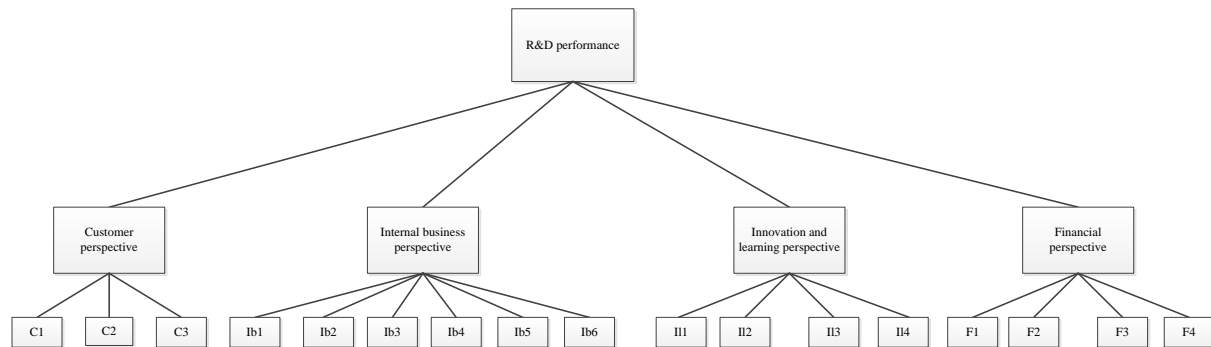 R&D performance
Customer
perspective
Internal business
perspective
Innovation and
learning perspective
Financial
perspective
C1
C2
C3
Ib1
Ib2
Ib3
Ib4
Ib5
Ib6
Il1
Il2
Il3
Il4
F1
F2
F3
F4